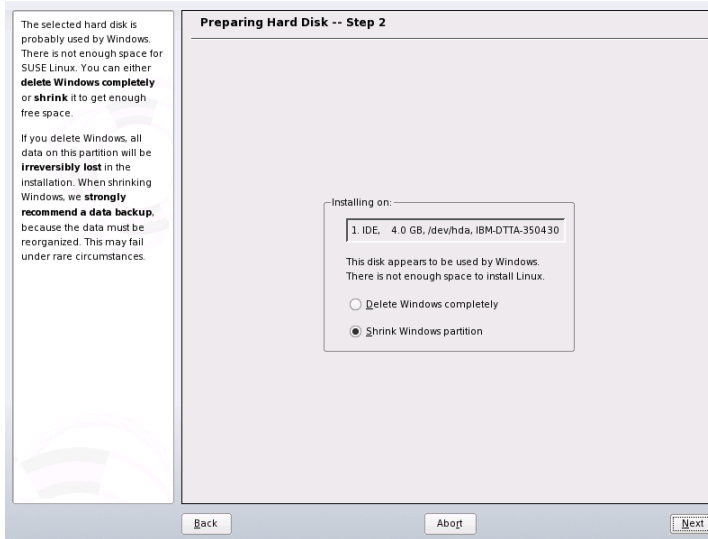 The selected hard disk is
probably used by Windows.
There is not enough space for
SUSE Linux. You can either
delete Windows completely
or shrink it to get enough
free space.
If you delete Windows, all
data on this partition will be
irreversibly lost in the
installation. When shrinking
Windows, we strongly
recommend a data backup,
because the data must be
reorganized. This may fail
under rare circumstances.
Preparing Hard Disk -- Step 2
Installing on:
1. IDE, 4.0 GB, /dev/hda, IBM-DTTA-350430
This disk appears to be used by Windows.
There is not enough space to install Linux.
Delete Windows completely
Shrink Windows partition
Back
Abort
Next